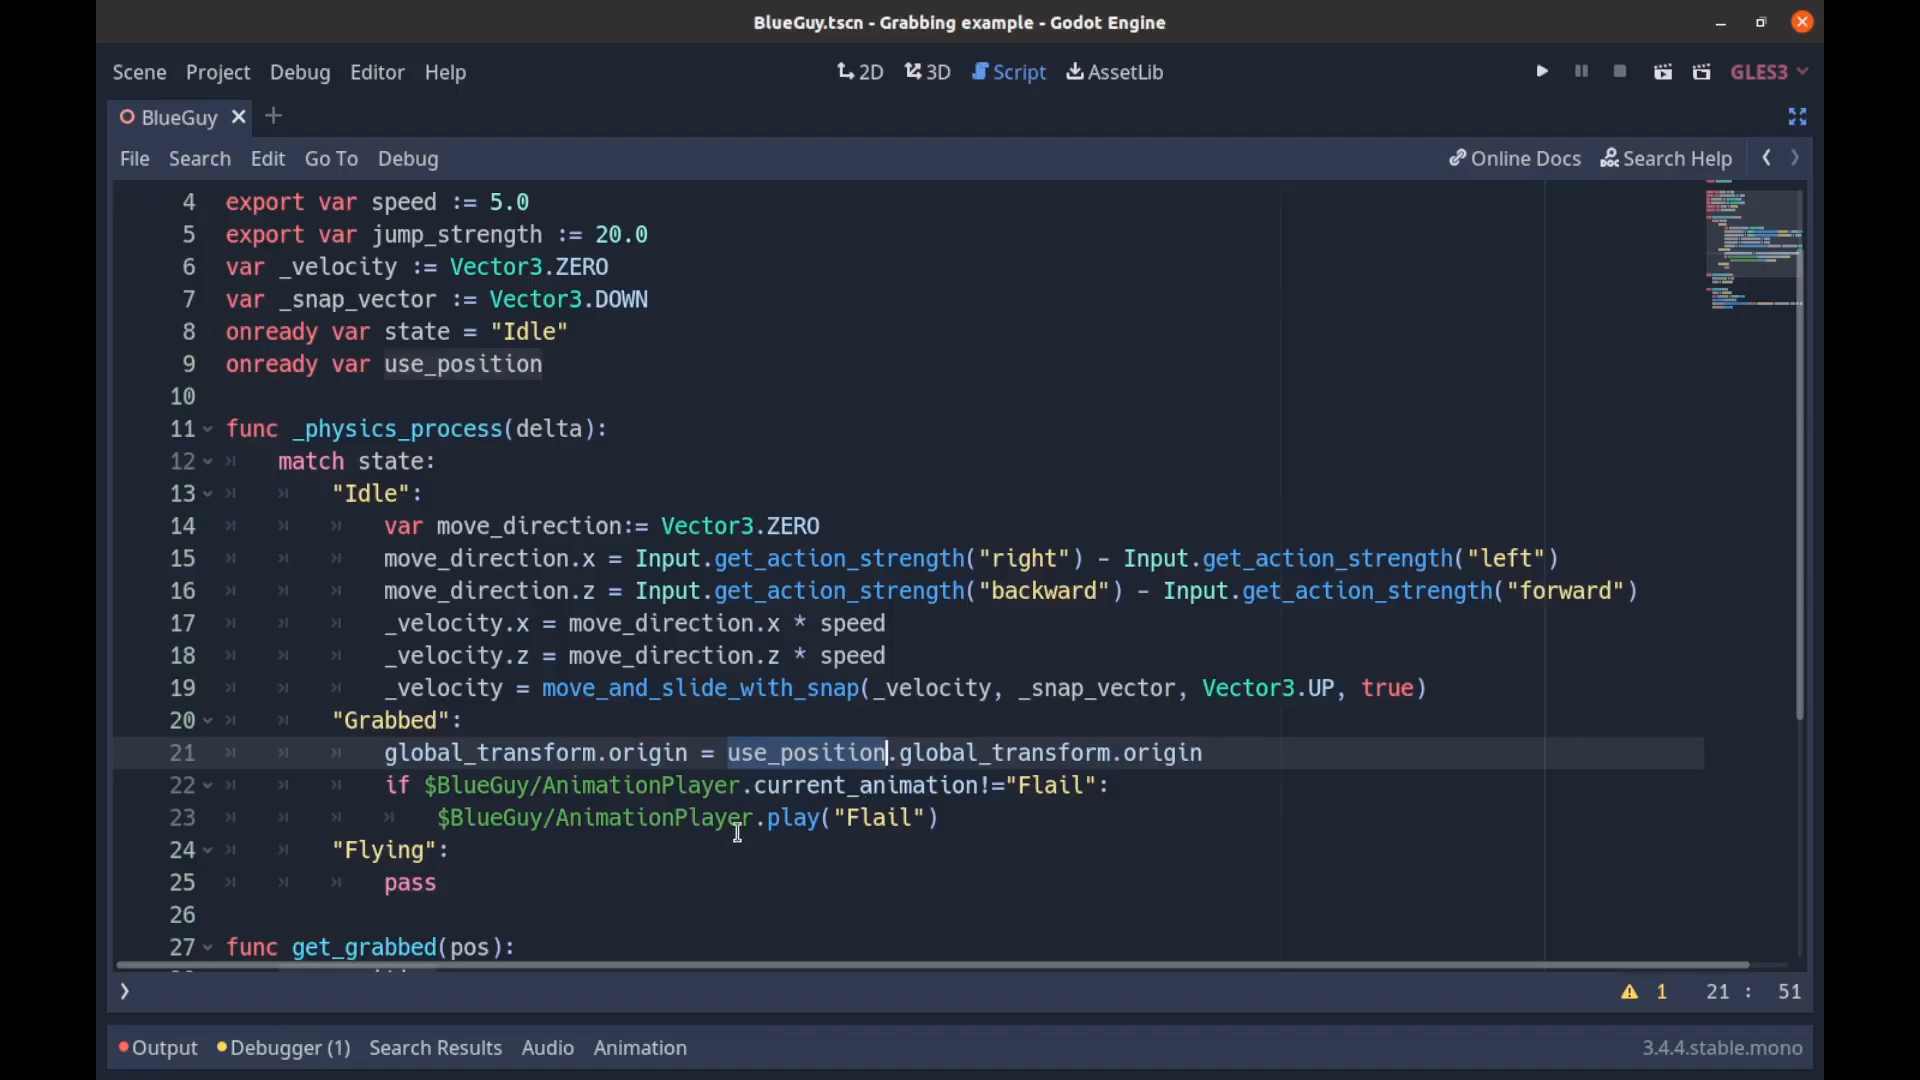 BlueGuy.tscn - Grabbing example - Godot Engine
Scene Project Debug Editor Help 2D 3D Script AssetLib GLES3
BlueGuy
File Search Edit Go To Debug Online Docs Search Help
4 export var speed := 5.0
5 export var jump_strength := 20.0
6 var _velocity := Vector3.ZERO
7 var _snap_vector := Vector3.DOWN
8 onready var state = "Idle"
9 onready var use_position
10
11 func _physics_process(delta):
12 match state:
13 "Idle":
14 var move_direction:= Vector3.ZERO
15 move_direction.x = Input.get_action_strength("right") - Input.get_action_strength("left")
16 move_direction.z = Input.get_action_strength("backward") - Input.get_action_strength("forward")
17 _velocity.x = move_direction.x * speed
18 _velocity.z = move_direction.z * speed
19 _velocity = move_and_slide_with_snap(_velocity, _snap_vector, Vector3.UP, true)
20 "Grabbed":
21 global_transform.origin = use_position.global_transform.origin
22 if $BlueGuy/AnimationPlayer.current_animation!="Flail":
23 $BlueGuy/AnimationPlayer.play("Flail")
24 "Flying":
25 pass
26
27 func get_grabbed(pos):
1 21 : 51
Output Debugger (1) Search Results Audio Animation 3.4.4.stable.mono